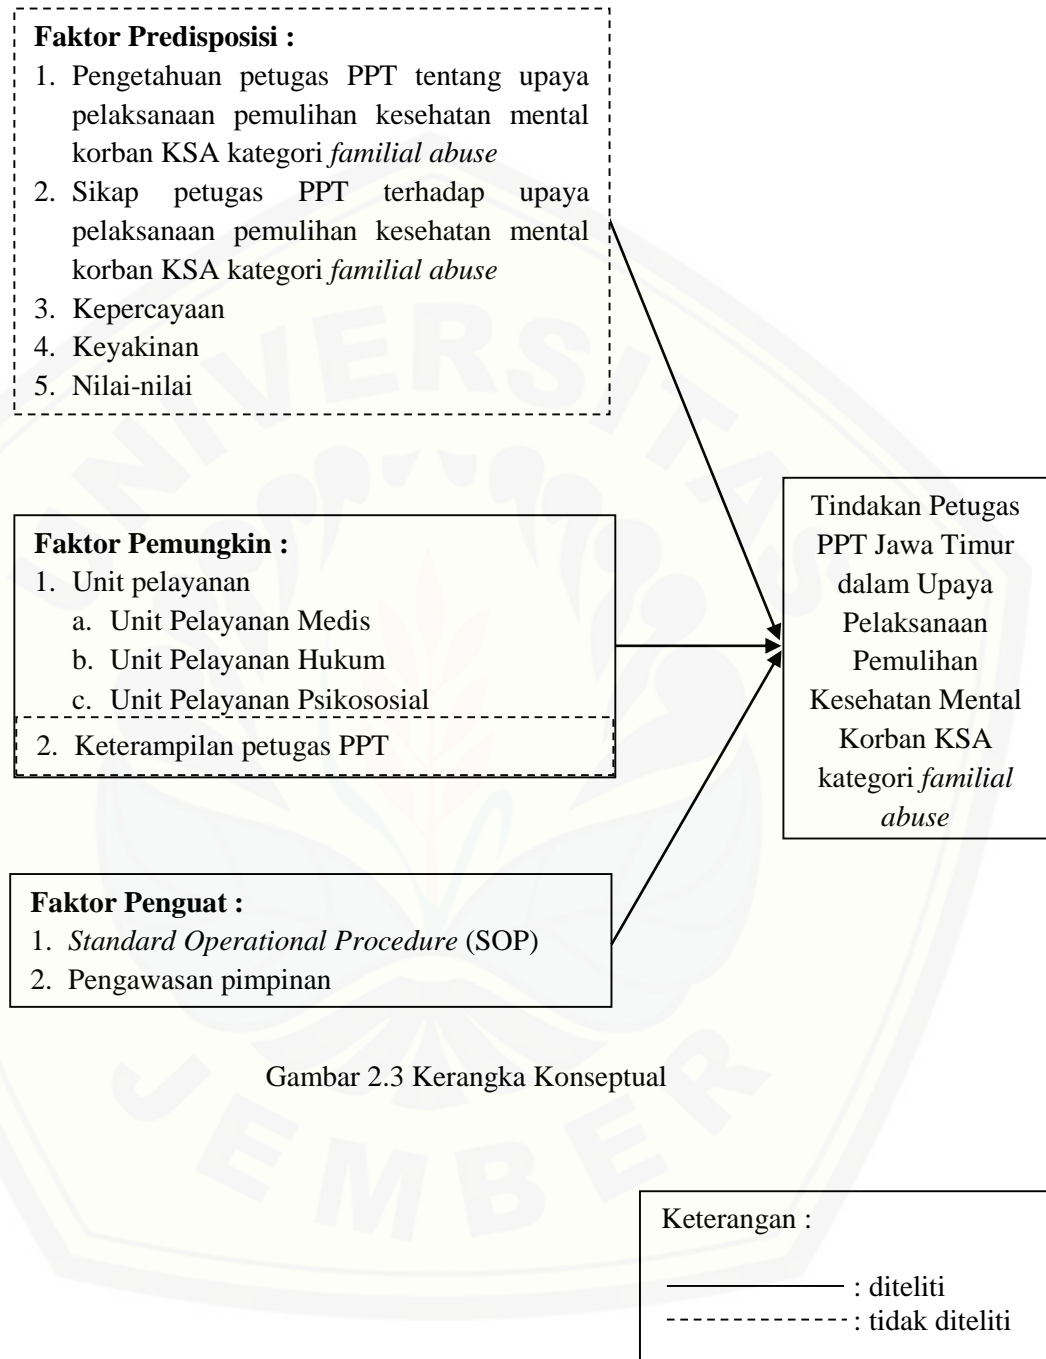 Faktor Predisposisi :
1. Pengetahuan petugas PPT tentang upaya
pelaksanaan pemulihan kesehatan mental
korban KSA kategori familial abuse
2. Sikap petugas PPT terhadap upaya
pelaksanaan pemulihan kesehatan mental
korban KSA kategori familial abuse
3. Kepercayaan
4. Keyakinan
5. Nilai-nilai
Faktor Pemungkin :
1. Unit pelayanan
a. Unit Pelayanan Medis
b. Unit Pelayanan Hukum
c. Unit Pelayanan Psikososial
2. Keterampilan petugas PPT
Faktor Penguat :
1. Standard Operational Procedure (SOP)
2. Pengawasan pimpinan
Tindakan Petugas
PPT Jawa Timur
dalam Upaya
Pelaksanaan
Pemulihan
Kesehatan Mental
Korban KSA
kategori familial
abuse
Gambar 2.3 Kerangka Konseptual
Keterangan :
: diteliti
: tidak diteliti
UNIVERSITAS
JEMBER